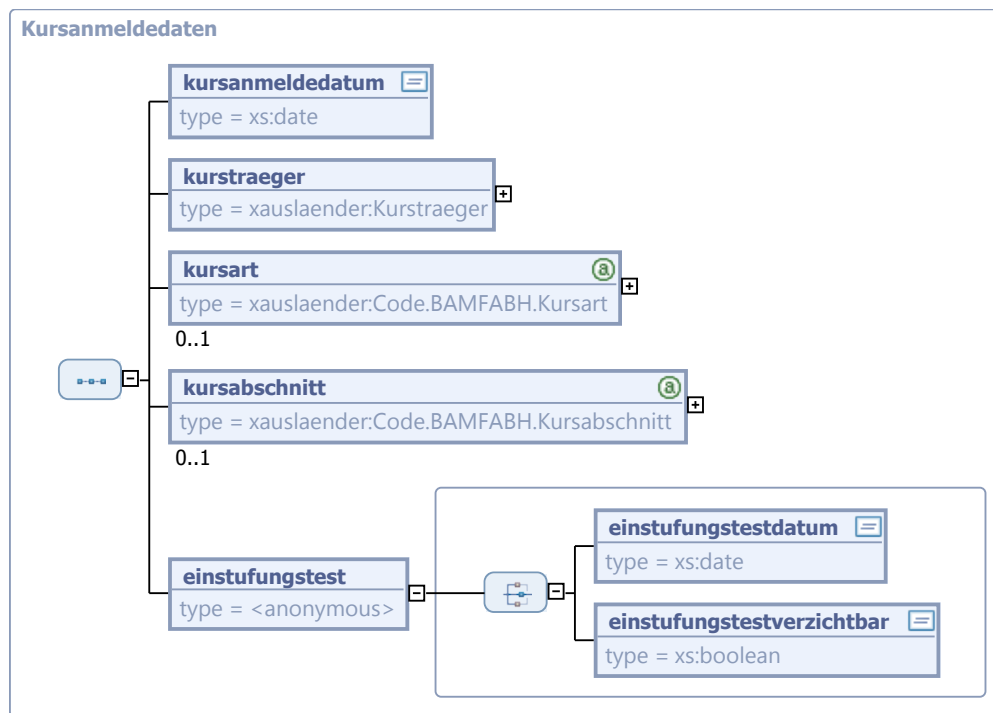 Kursanmeldedaten
kursanmeldedatum
type = xs:date
kurstraeger
type = xauslaender:Kurstraeger
kursart
type = xauslaender:Code.BAMFABH.Kursart
0..1
kursabschnitt
type = xauslaender:Code.BAMFABH.Kursabschnitt
0..1
einstufungstest
type = <anonymous>
einstufungstestdatum
type = xs:date
einstufungstestverzichtbar
type = xs:boolean